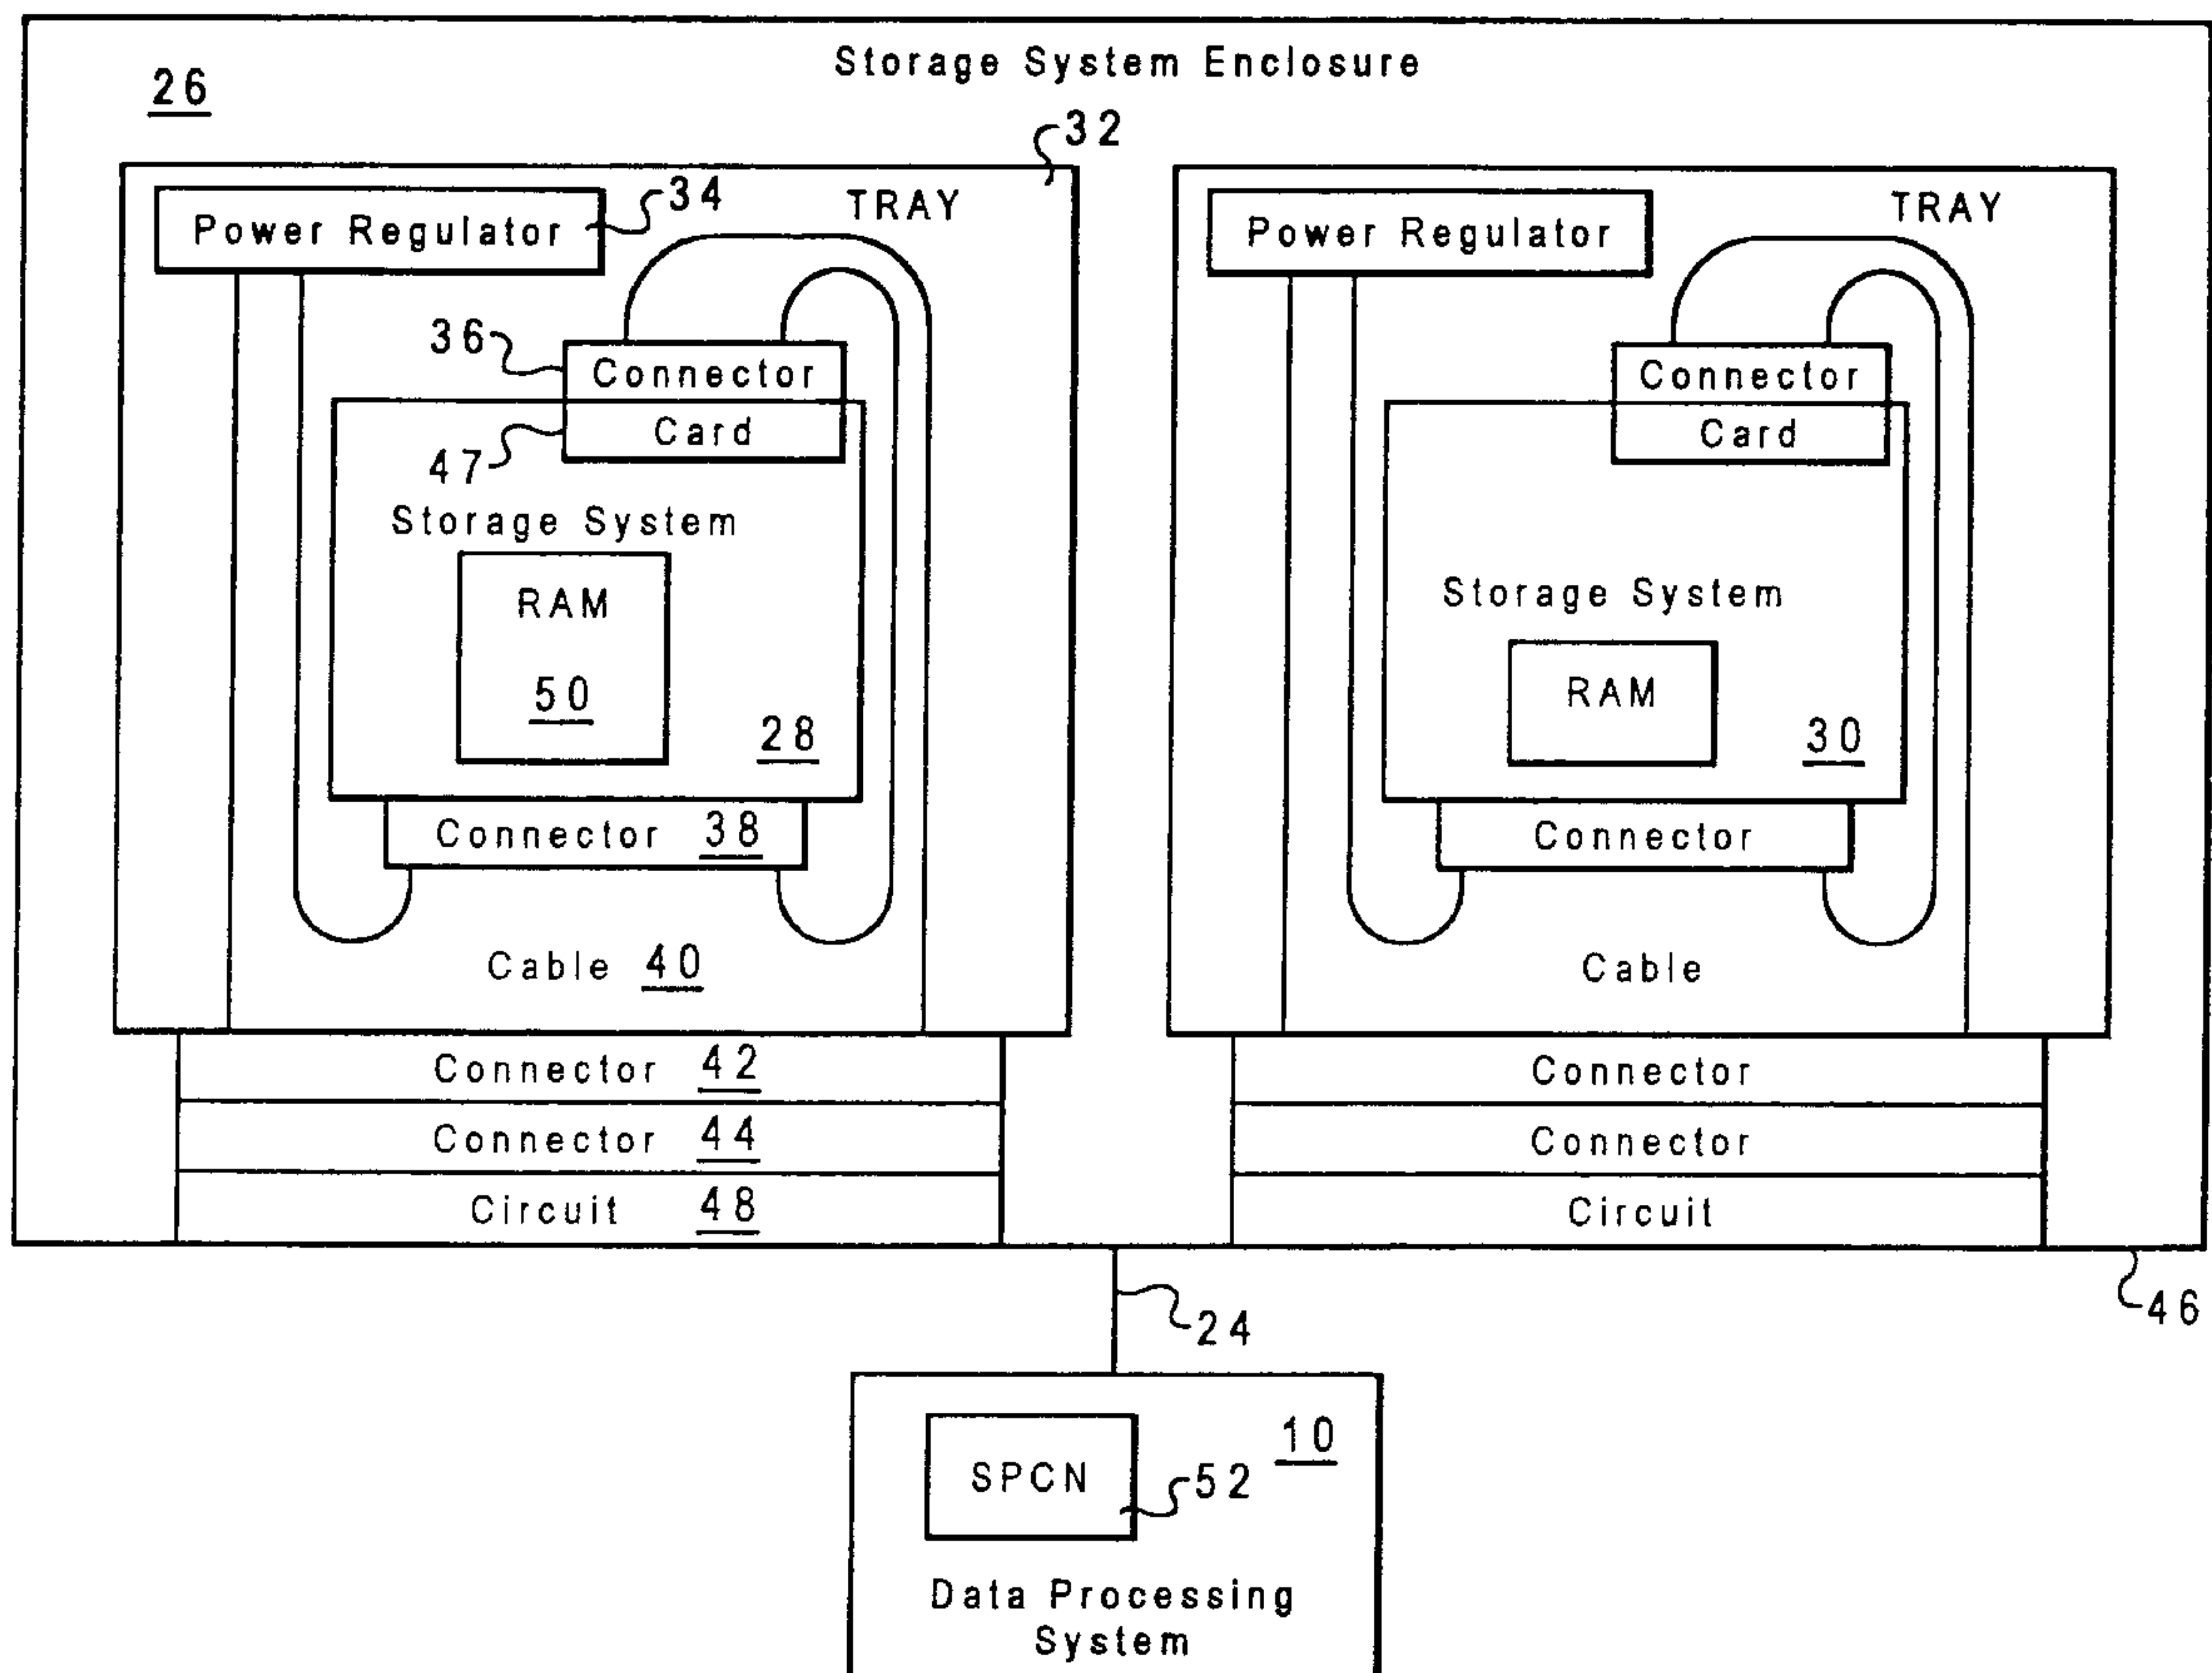 Storage System Enclosure
26
32
Power Regulator
34
TRAY
36
Connector
Card
47
Storage System
RAM
50
28
Connector 38
Cable 40
Connector 42
Connector 44
Circuit 48
Power Regulator
TRAY
Connector
Card
Storage System
RAM
30
Connector
Cable
Connector
Connector
Circuit
46
24
10
SPCN
52
Data Processing
System